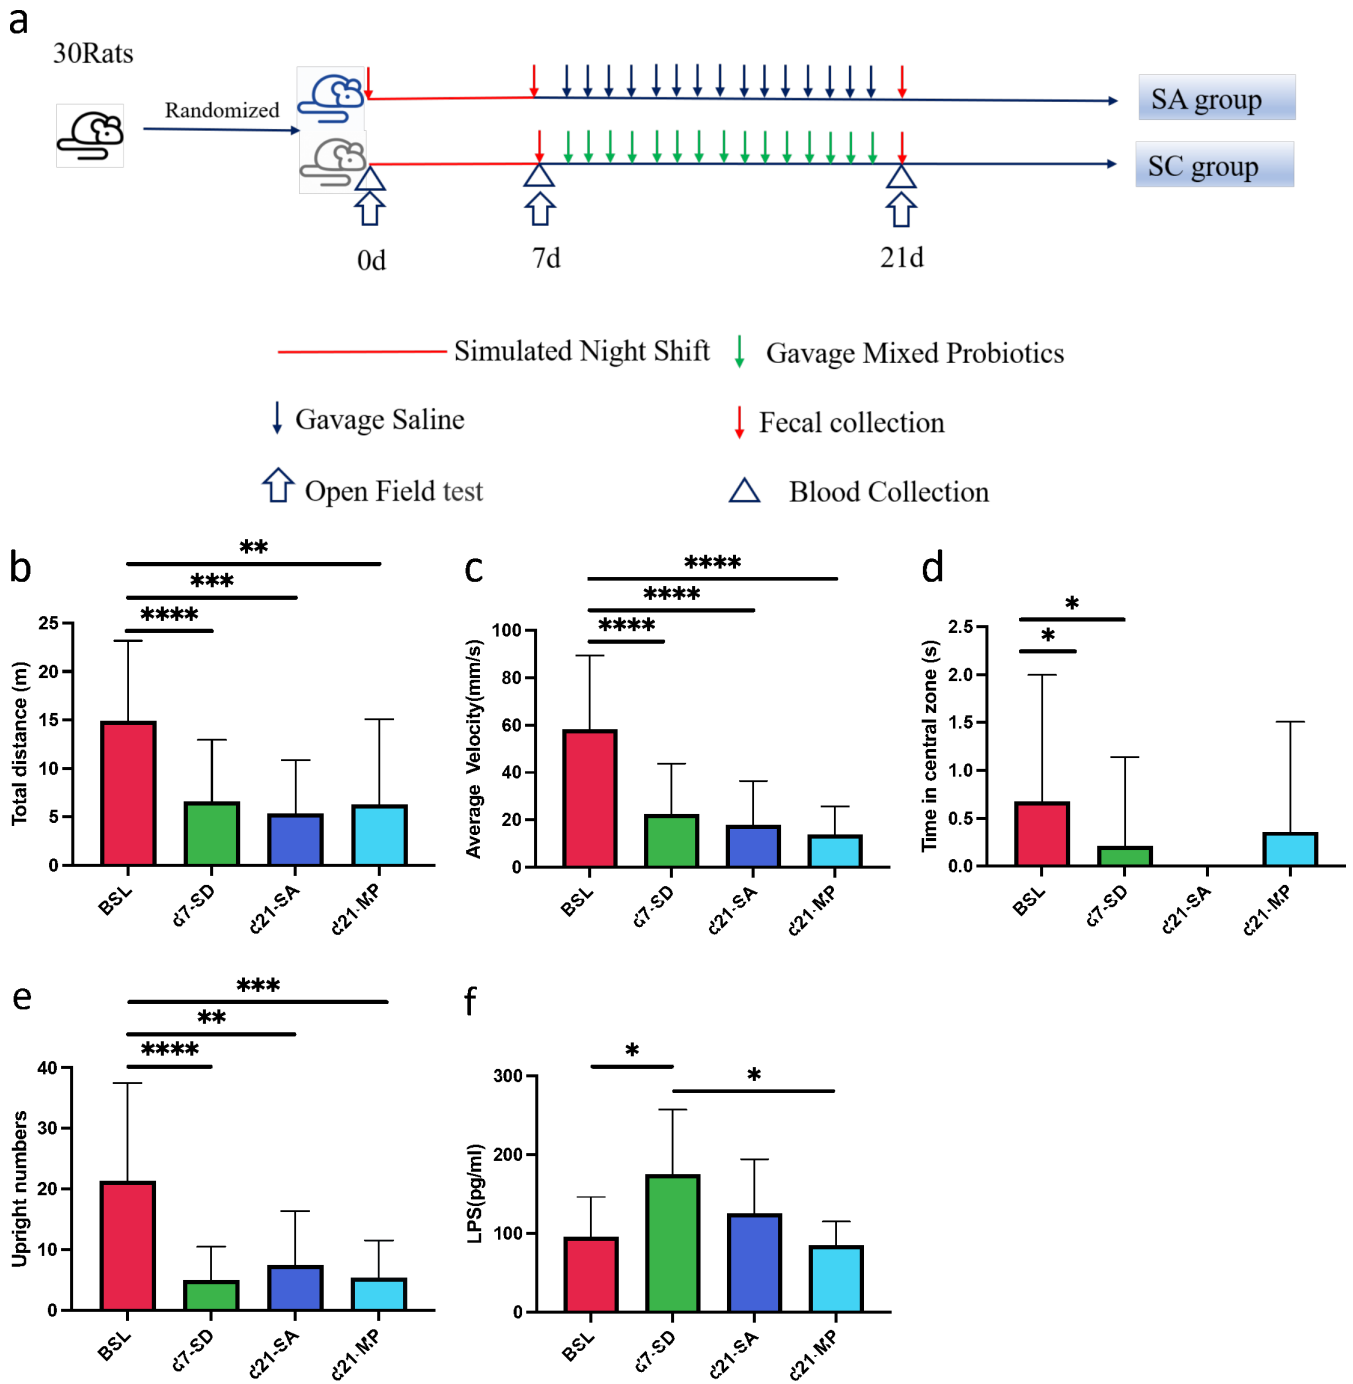 a
30Rats
Randomized
SA group
SC group
0d
7d
21d
Simulated Night Shift
Gavage Mixed Probiotics
Gavage Saline
Fecal collection
Open Field test
Blood Collection
b
**
***
****
Total distance (m)
25
20
15
10
5
0
BSL
d7-SD
d21-SA
d21-MP
c
****
****
****
Average Velocity(mm/s)
100
80
60
40
20
0
BSL
d7-SD
d21-SA
d21-MP
d
*
*
Time in central zone (s)
2.5
2.0
1.5
1.0
0.5
0.0
BSL
d7-SD
d21-SA
d21-MP
e
***
**
****
Upright numbers
40
30
20
10
0
BSL
d7-SD
d21-SA
d21-MP
f
*
*
LPS(pg/ml)
300
200
100
0
BSL
d7-SD
d21-SA
d21-MP